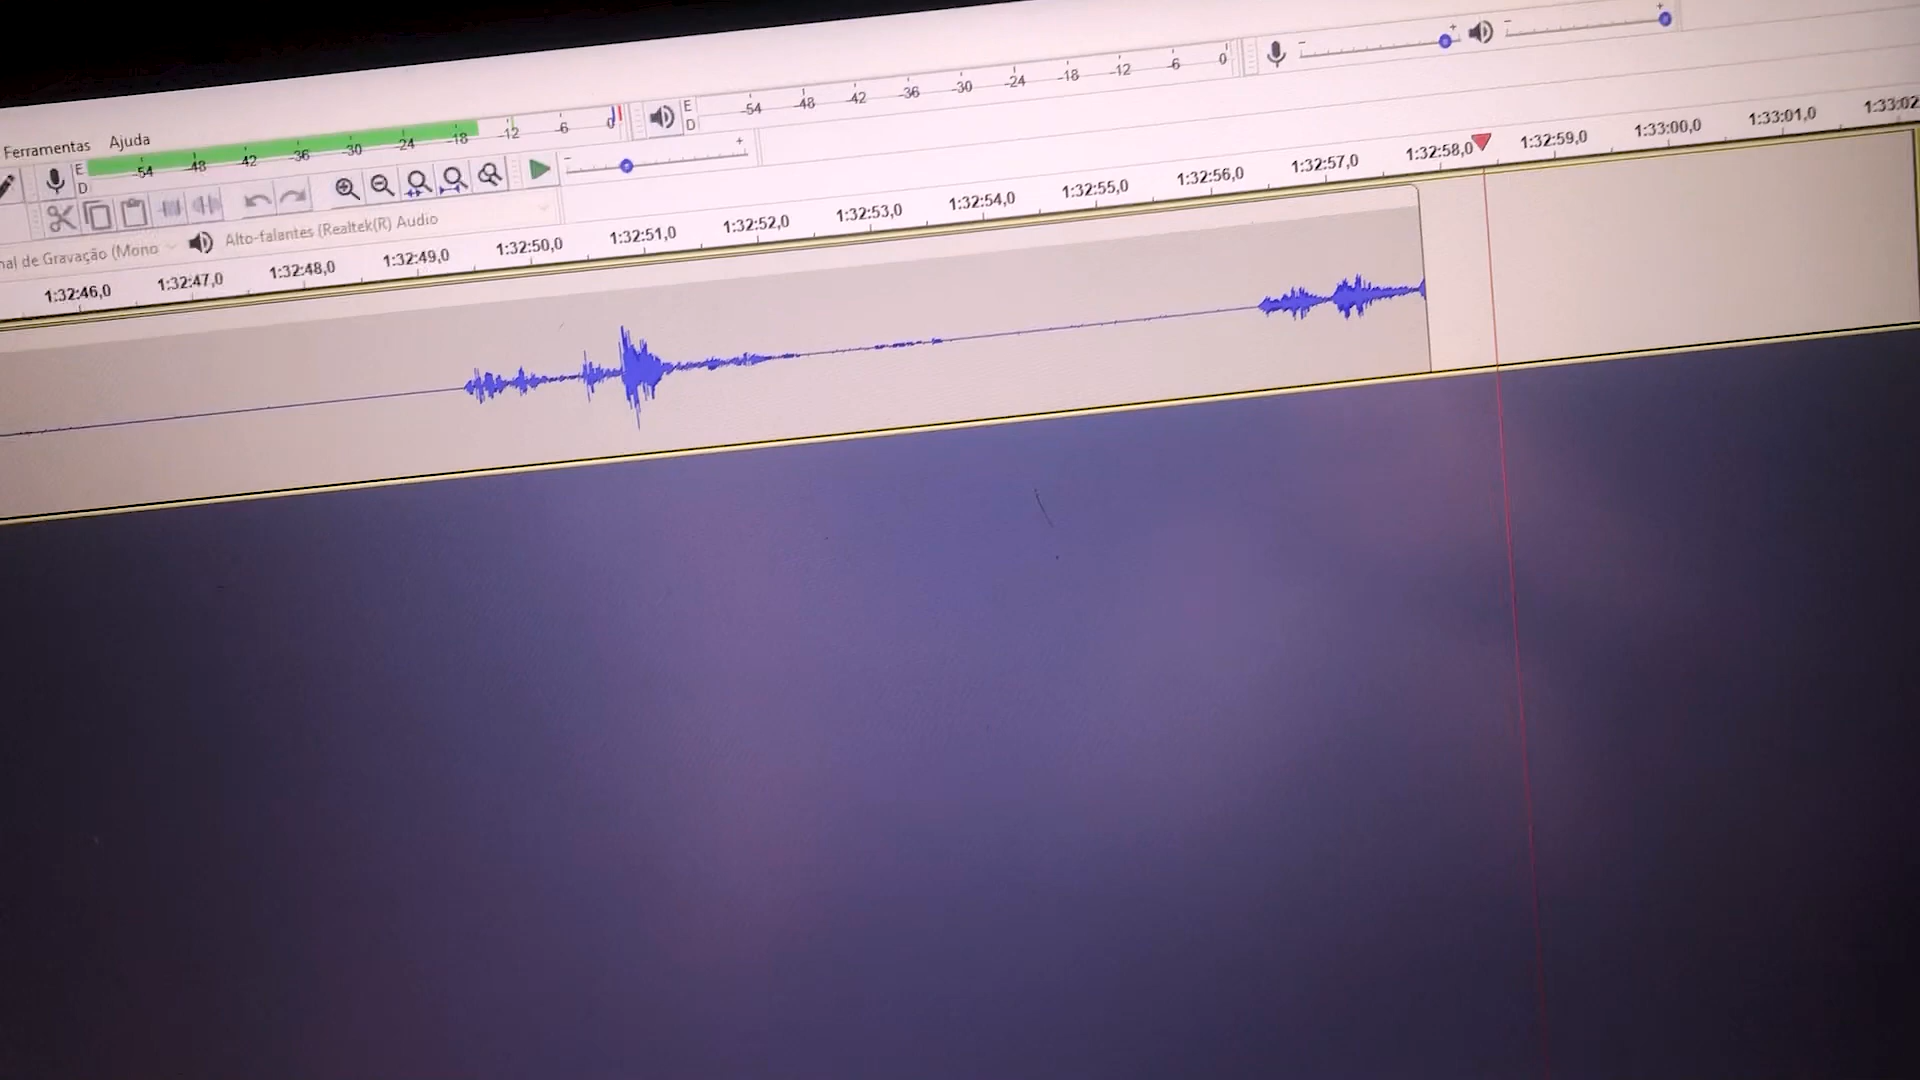 Ferramentas Ajuda
E
D
-54 -48 -42 -36 -30 -24 -18 -12 -6 0
E
D
-54 -48 -42 -36 -30 -24 -18 -12 -6 0
- +
- +
- +
nal de Gravação (Mono
Alto-falantes (Realtek(R) Audio
1:32:46,0 1:32:47,0 1:32:48,0 1:32:49,0 1:32:50,0 1:32:51,0 1:32:52,0 1:32:53,0 1:32:54,0 1:32:55,0 1:32:56,0 1:32:57,0 1:32:58,0 1:32:59,0 1:33:00,0 1:33:01,0 1:33:02